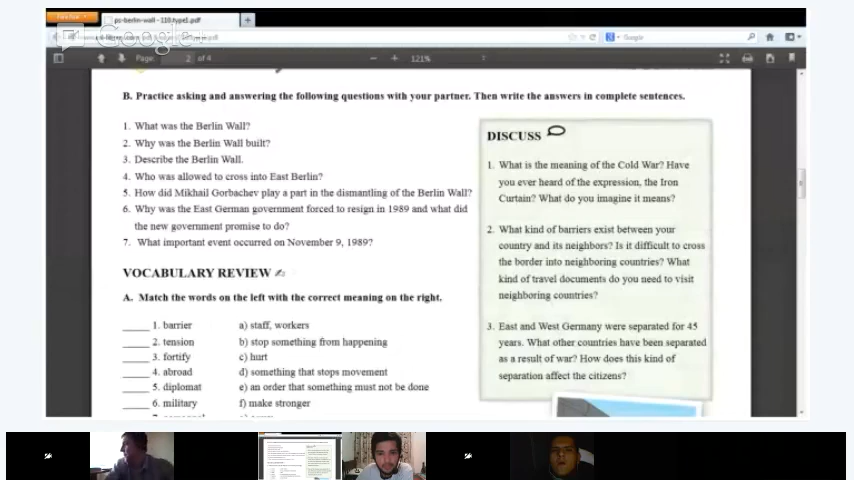 pc-berlin-wall - 110.type1.pdf
Google+
Google
Page: 2 of 4
121%
B. Practice asking and answering the following questions with your partner. Then write the answers in complete sentences.
1. What was the Berlin Wall?
2. Why was the Berlin Wall built?
3. Describe the Berlin Wall.
4. Who was allowed to cross into East Berlin?
5. How did Mikhail Gorbachev play a part in the dismantling of the Berlin Wall?
6. Why was the East German government forced to resign in 1989 and what did
the new government promise to do?
7. What important event occurred on November 9, 1989?
VOCABULARY REVIEW
A. Match the words on the left with the correct meaning on the right.
1. barrier a) staff, workers
2. tension b) stop something from happening
3. fortify c) hurt
4. abroad d) something that stops movement
5. diplomat e) an order that something must not be done
6. military f) make stronger
DISCUSS
1. What is the meaning of the Cold War? Have
you ever heard of the expression, the Iron
Curtain? What do you imagine it means?
2. What kind of barriers exist between your
country and its neighbors? Is it difficult to cross
the border into neighboring countries? What
kind of travel documents do you need to visit
neighboring countries?
3. East and West Germany were separated for 45
years. What other countries have been separated
as a result of war? How does this kind of
separation affect the citizens?